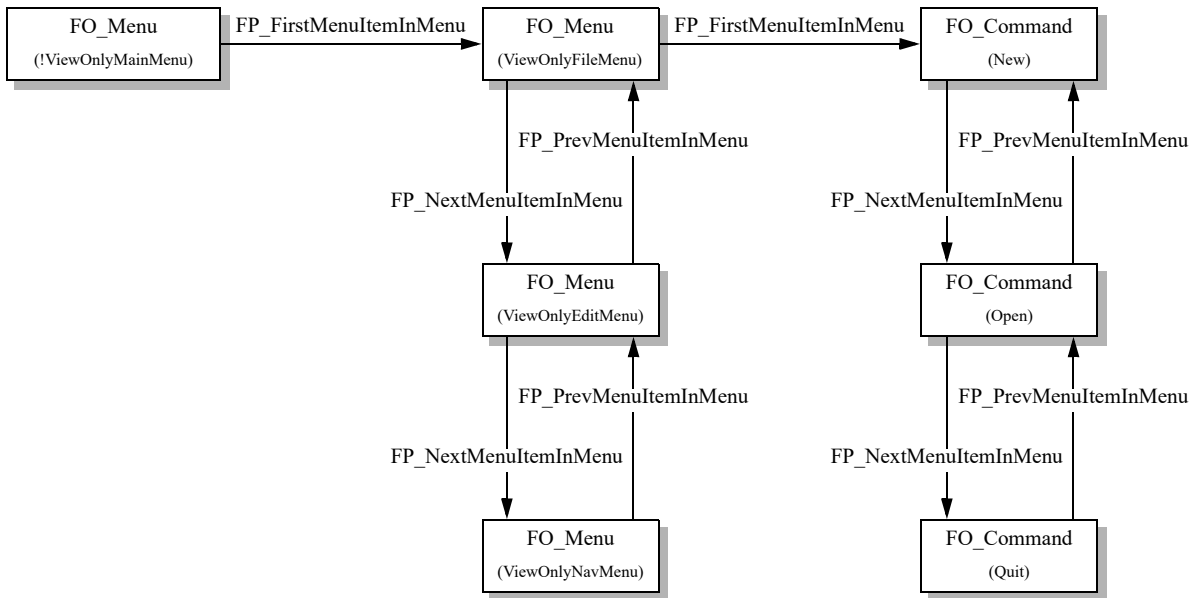 FO_Menu
(!ViewOnlyMainMenu)
FP_FirstMenuItemInMenu
FO_Menu
(ViewOnlyFileMenu)
FP_FirstMenuItemInMenu
FO_Command
(New)
FP_PrevMenuItemInMenu
FP_PrevMenuItemInMenu
FP_NextMenuItemInMenu
FP_NextMenuItemInMenu
FO_Menu
(ViewOnlyEditMenu)
FO_Command
(Open)
FP_PrevMenuItemInMenu
FP_PrevMenuItemInMenu
FP_NextMenuItemInMenu
FP_NextMenuItemInMenu
FO_Menu
(ViewOnlyNavMenu)
FO_Command
(Quit)